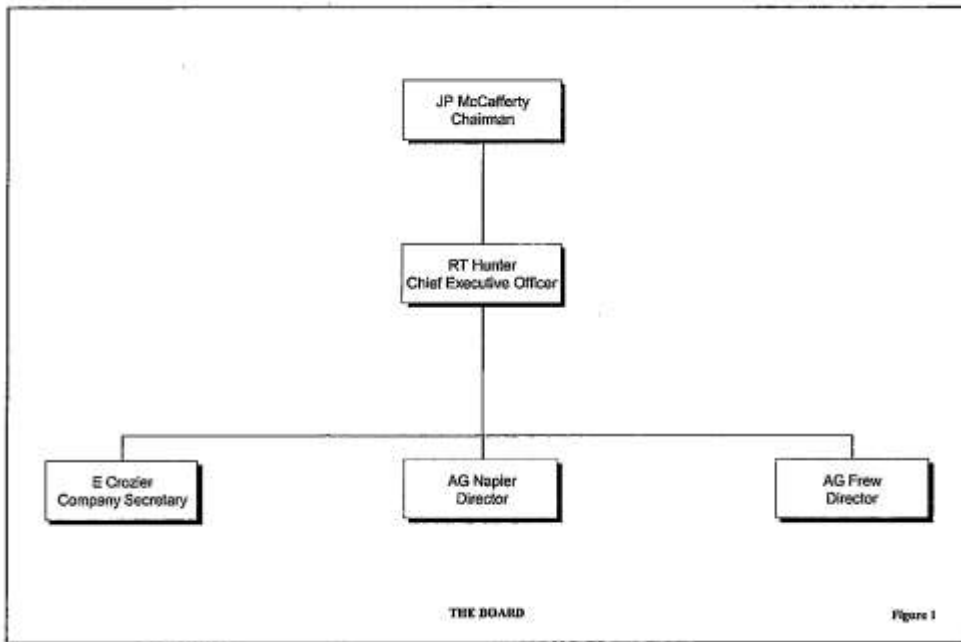 JP McCafferty
Chairman
RT Hunter
Chief Executive Officer
E Crozier
Company Secretary
AG Napier
Director
AG Frew
Director
THE BOARD
Figure 1